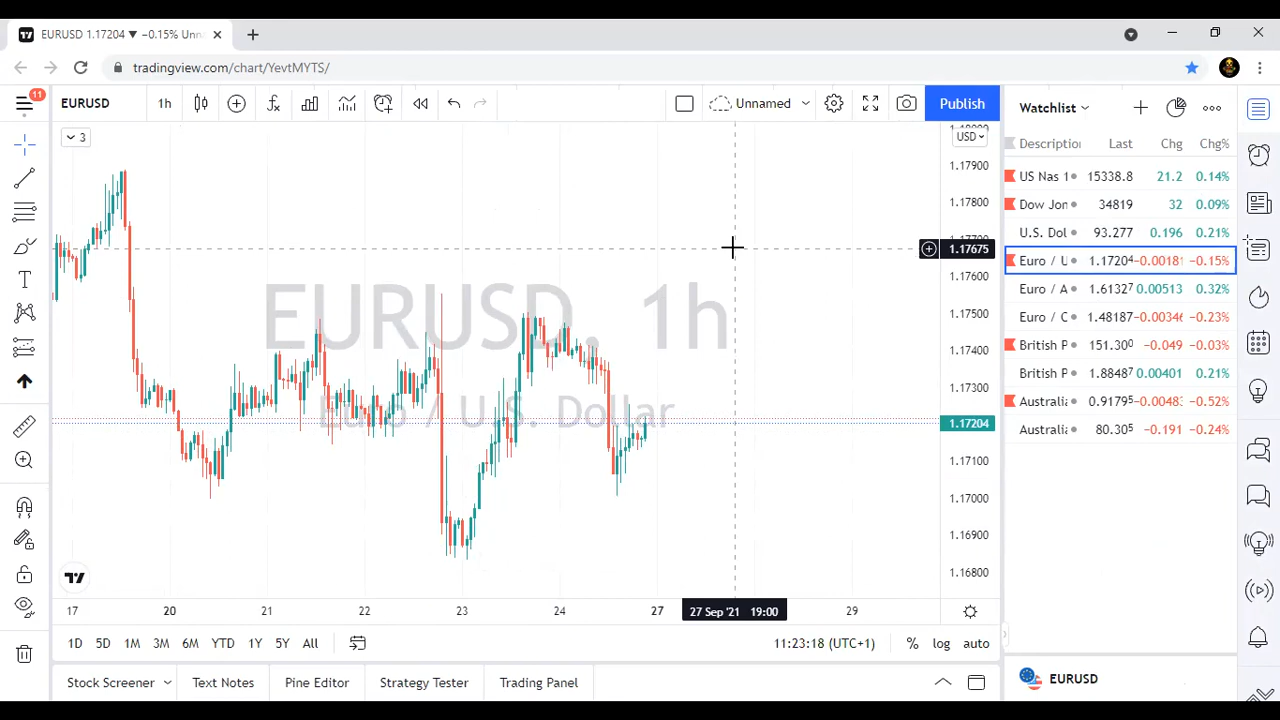 EURUSD 1.17204 ▼ −0.15% Unn
tradingview.com/chart/YevtMYTS/
11
EURUSD
1h
Unnamed
Publish
3
USD
1.17900
1.17800
1.17675
1.17600
1.17500
1.17400
1.17300
1.17204
1.17100
1.17000
1.16900
1.16800
EURUSD, 1h
Euro / U.S. Dollar
17 20 21 22 23 24 27 27 Sep '21 19:00 29
1D 5D 1M 3M 6M YTD 1Y 5Y All
11:23:18 (UTC+1) % log auto
Stock Screener Text Notes Pine Editor Strategy Tester Trading Panel
Watchlist
Descriptio Last Chg Chg%
US Nas 1 15338.8 21.2 0.14%
Dow Jon 34819 32 0.09%
U.S. Dol 93.277 0.196 0.21%
Euro / U 1.17204 −0.00181 −0.15%
Euro / A 1.61327 0.00513 0.32%
Euro / C 1.48187 −0.00346 −0.23%
British P 151.300 −0.049 −0.03%
British P 1.88487 0.00401 0.21%
Australi 0.91795 −0.00483 −0.52%
Australi 80.305 −0.191 −0.24%
EURUSD